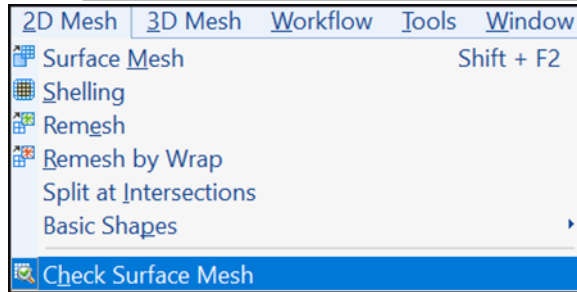 2D Mesh 3D Mesh Workflow Tools Window
Surface Mesh Shift + F2
Shelling
Remesh
Remesh by Wrap
Split at Intersections
Basic Shapes
Check Surface Mesh